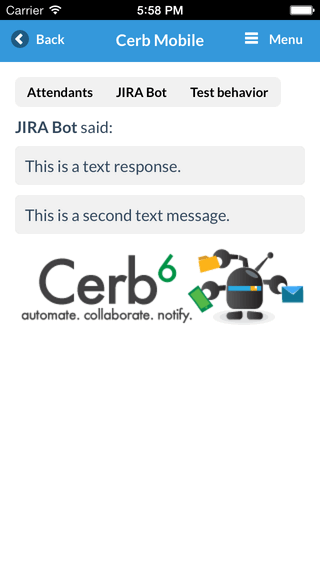 Carrier 5:58 PM
Back Cerb Mobile Menu
Attendants JIRA Bot Test behavior
JIRA Bot said:
This is a text response.
This is a second text message.
Cerb6
automate. collaborate. notify.